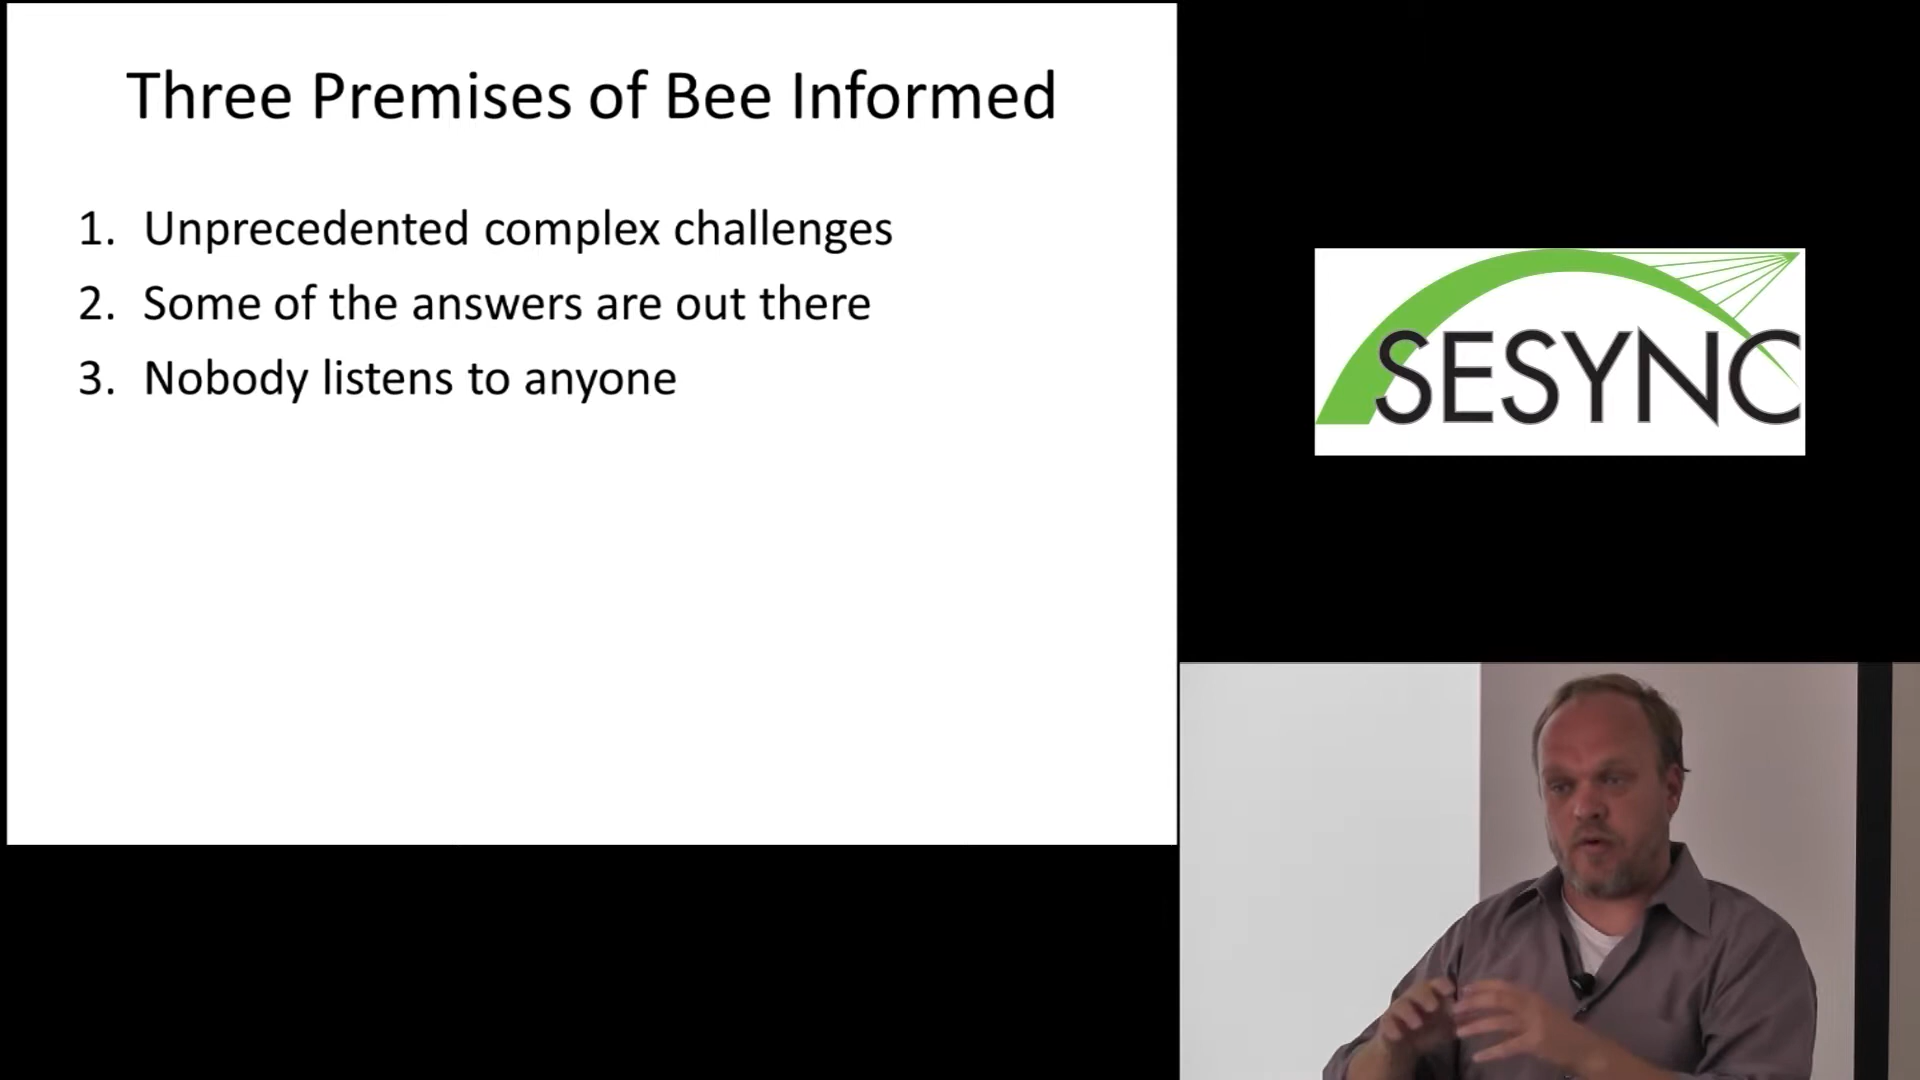 Three Premises of Bee Informed
1. Unprecedented complex challenges
2. Some of the answers are out there
3. Nobody listens to anyone
SESYNC